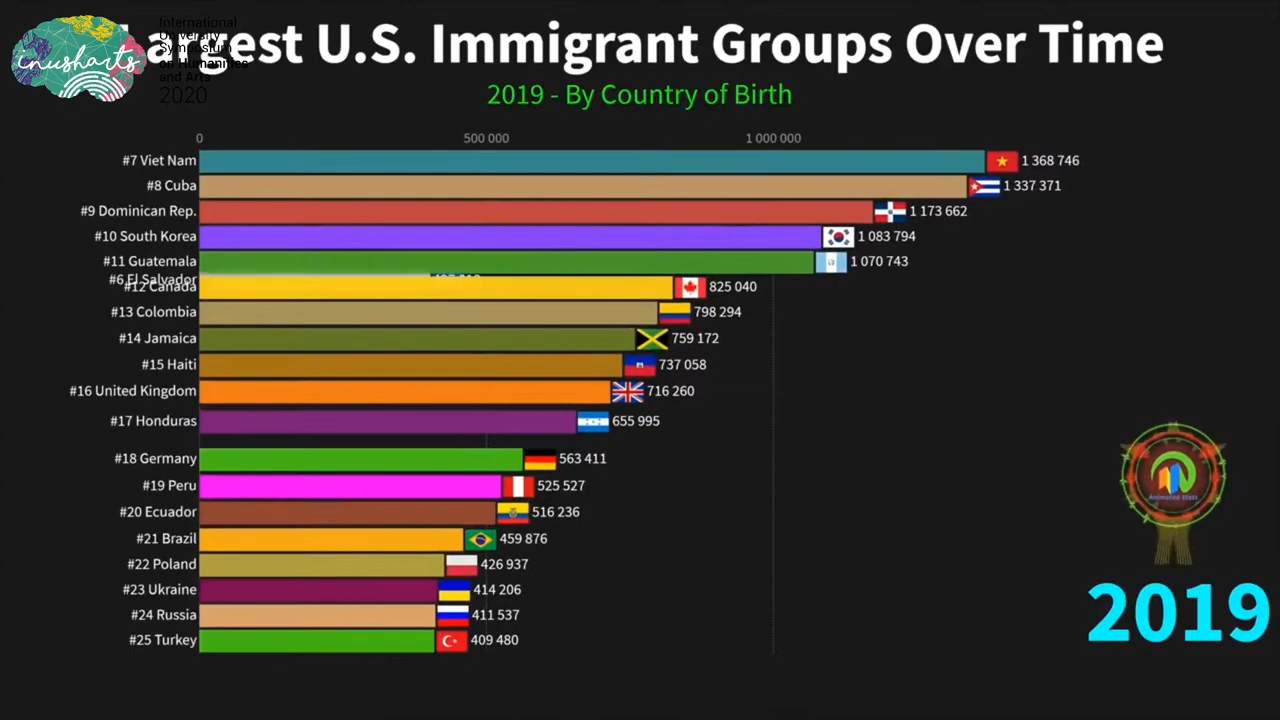 International
University
Symposium
on Humanities
and Arts
2020
inusharts
Largest U.S. Immigrant Groups Over Time
2019 - By Country of Birth
0 500 000 1 000 000
#7 Viet Nam 1 368 746
#8 Cuba 1 337 371
#9 Dominican Rep. 1 173 662
#10 South Korea 1 083 794
#11 Guatemala 1 070 743
#6 El Salvador
#12 Canada 825 040
#13 Colombia 798 294
#14 Jamaica 759 172
#15 Haiti 737 058
#16 United Kingdom 716 260
#17 Honduras 655 995
#18 Germany 563 411
#19 Peru 525 527
#20 Ecuador 516 236
#21 Brazil 459 876
#22 Poland 426 937
#23 Ukraine 414 206
#24 Russia 411 537
#25 Turkey 409 480
Animated Stats
2019